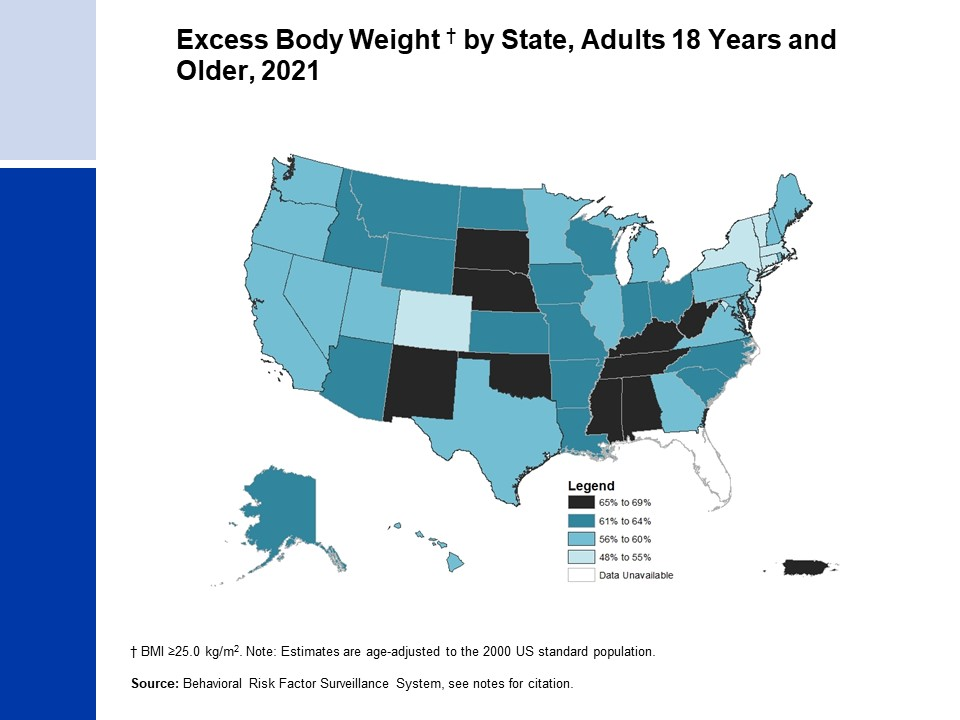 Excess Body Weight † by State, Adults 18 Years and
Older, 2021
Legend
65% to 69%
61% to 64%
56% to 60%
48% to 55%
Data Unavailable
† BMI ≥25.0 kg/m². Note: Estimates are age-adjusted to the 2000 US standard population.
Source: Behavioral Risk Factor Surveillance System, see notes for citation.